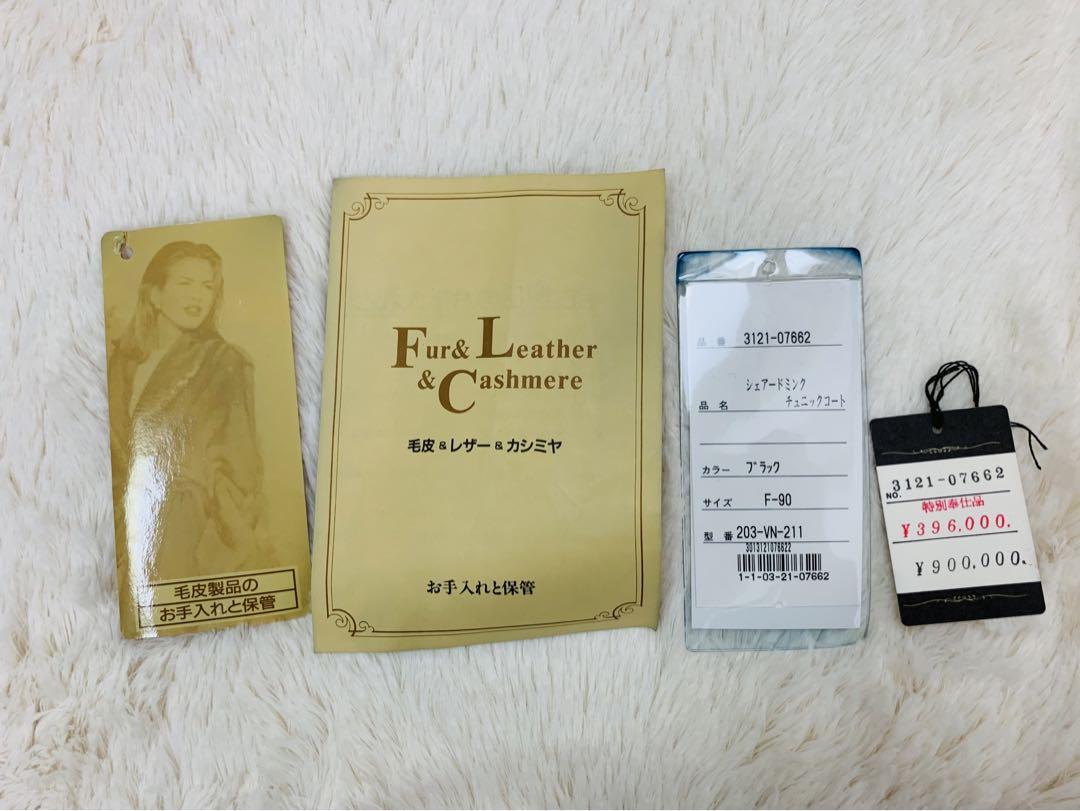 毛皮製品の
お手入れと保管
Fur & Leather
& Cashmere
毛皮&レザー&カシミヤ
お手入れと保管
品番 3121-07662
シェアードミンク
品名 チュニックコート
カラー ブラック
サイズ F-90
型番 203-VN-211
3013121076622
1-1-03-21-07662
NO. 3121-07662
特別奉仕品
¥396,000.
¥900,000.